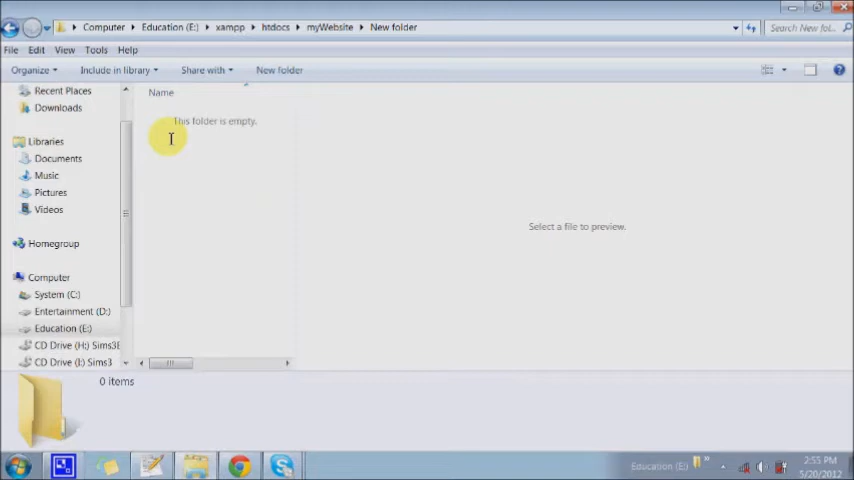 Computer ▸ Education (E:) ▸ xampp ▸ htdocs ▸ myWebsite ▸ New folder
Search New fol...
File Edit View Tools Help
Organize Include in library Share with New folder
Recent Places
Downloads
Libraries
Documents
Music
Pictures
Videos
Homegroup
Computer
System (C:)
Entertainment (D:)
Education (E:)
CD Drive (H:) Sims3E
CD Drive (I:) Sims3
Name
This folder is empty.
Select a file to preview.
0 items
Education (E:) »
2:55 PM
5/20/2012